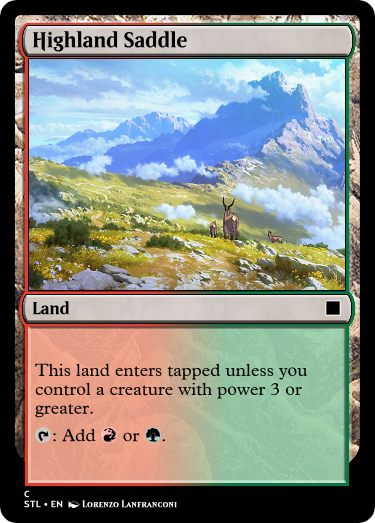 Highland Saddle
Land
This land enters tapped unless you
control a creature with power 3 or
greater.
: Add or .
C
STL • EN Lorenzo Lanfranconi